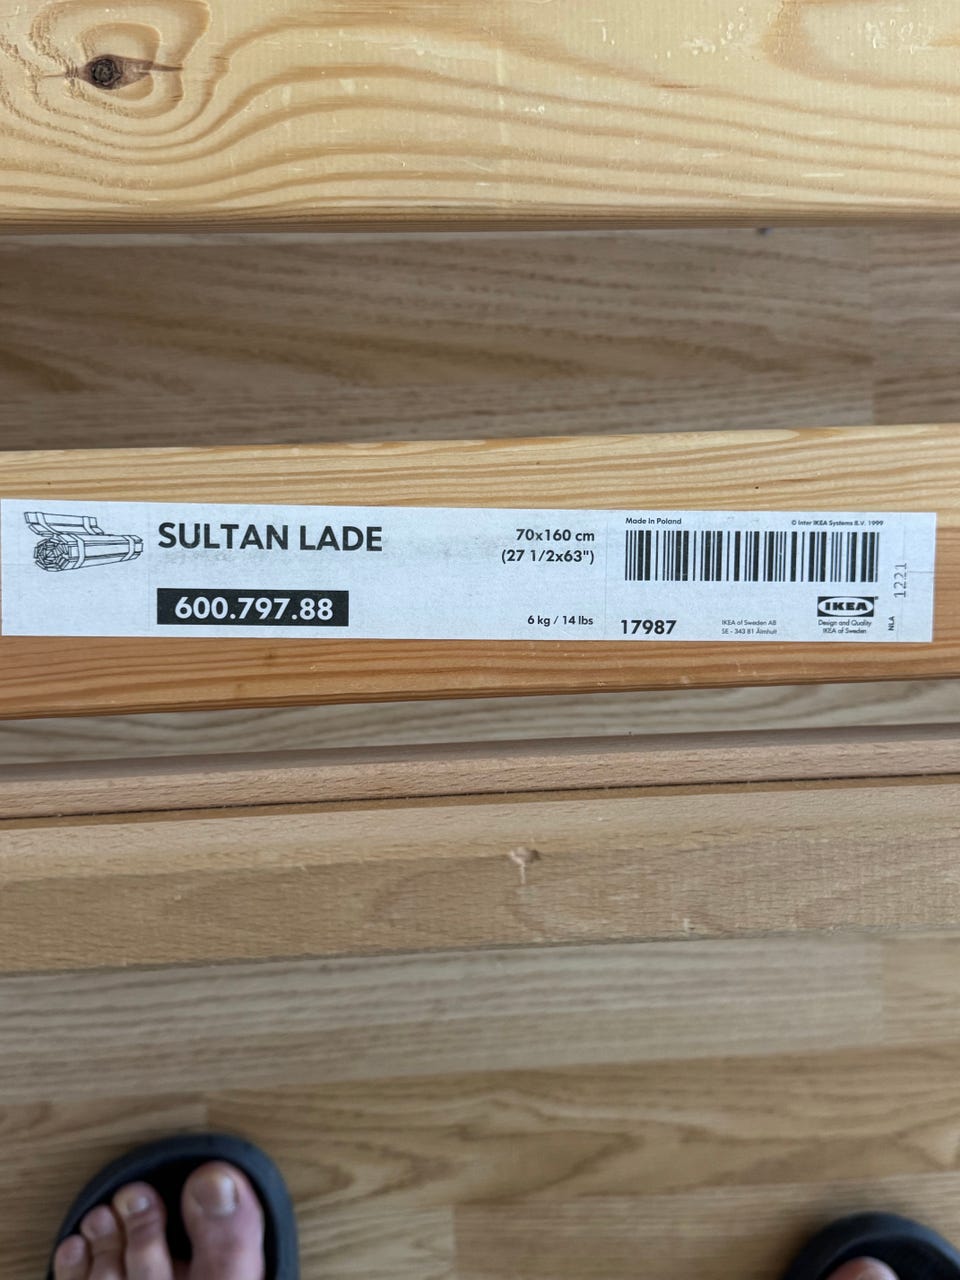 SULTAN LADE
600.797.88
70x160 cm
(27 1/2x63")
6 kg / 14 lbs
Made in Poland
© Inter IKEA Systems B.V. 1999
17987
IKEA of Sweden AB
SE - 343 81 Älmhult
IKEA®
Design and Quality
IKEA of Sweden
NLA
1221